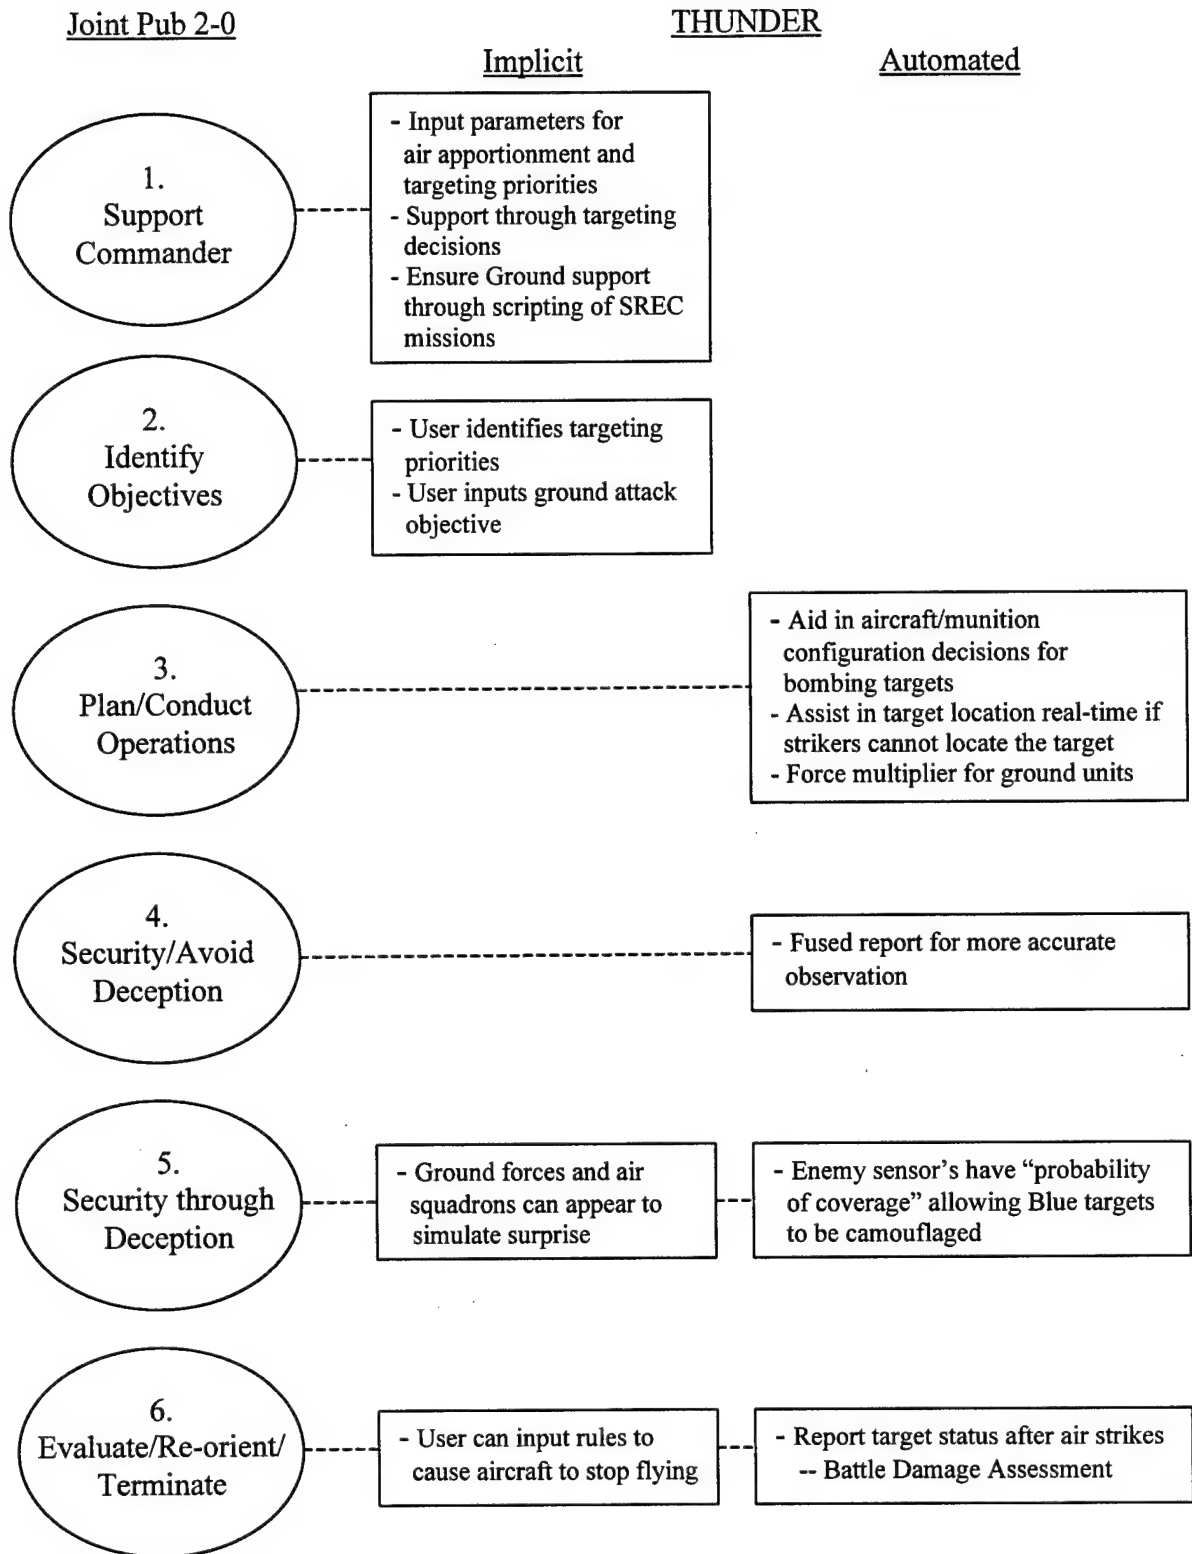 Joint Pub 2-0
THUNDER
Implicit
Automated
1.
Support
Commander
- Input parameters for
air apportionment and
targeting priorities
- Support through targeting
decisions
- Ensure Ground support
through scripting of SREC
missions
2.
Identify
Objectives
- User identifies targeting
priorities
- User inputs ground attack
objective
3.
Plan/Conduct
Operations
- Aid in aircraft/munition
configuration decisions for
bombing targets
- Assist in target location real-time if
strikers cannot locate the target
- Force multiplier for ground units
4.
Security/Avoid
Deception
- Fused report for more accurate
observation
5.
Security through
Deception
- Ground forces and air
squadrons can appear to
simulate surprise
- Enemy sensor's have “probability
of coverage” allowing Blue targets
to be camouflaged
6.
Evaluate/Re-orient/
Terminate
- User can input rules to
cause aircraft to stop flying
- Report target status after air strikes
-- Battle Damage Assessment